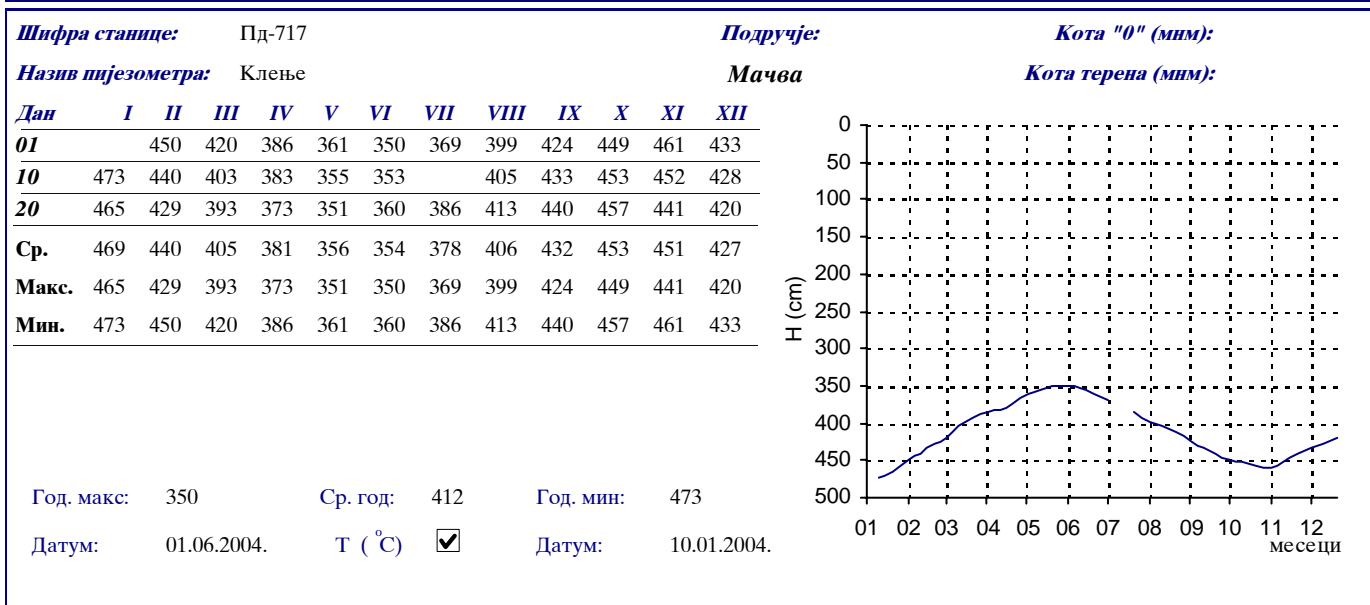 Шифра станице: Пд-717 Подручје: Кота "0" (мнм):
Назив пијезометра: Клење Мачва Кота терена (мнм):
Дан I II III IV V VI VII VIII IX X XI XII
01 450 420 386 361 350 369 399 424 449 461 433
10 473 440 403 383 355 353 405 433 453 452 428
20 465 429 393 373 351 360 386 413 440 457 441 420
Ср. 469 440 405 381 356 354 378 406 432 453 451 427
Макс. 465 429 393 373 351 350 369 399 424 449 441 420
Мин. 473 450 420 386 361 360 386 413 440 457 461 433
Год. макс: 350 Ср. год: 412 Год. мин: 473
Датум: 01.06.2004. Т ( °С) Датум: 10.01.2004.
H (cm)
0
50
100
150
200
250
300
350
400
450
500
01 02 03 04 05 06 07 08 09 10 11 12
месеци